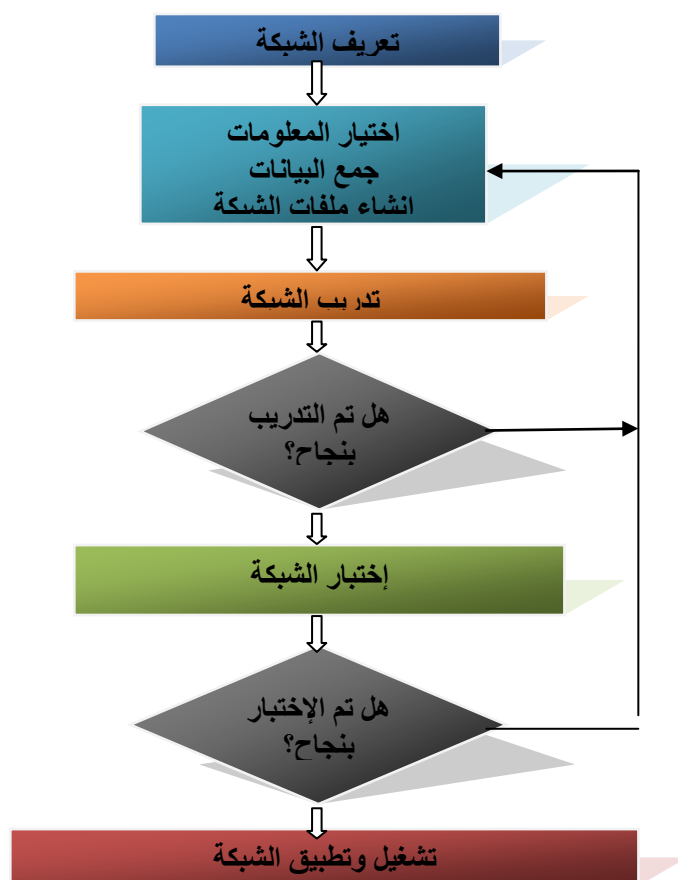 تعريف الشبكة
اختيار المعلومات
جمع البيانات
انشاء ملفات الشبكة
تدريب الشبكة
هل تم التدريب
بنجاح؟
إختبار الشبكة
هل تم الإختبار
بنجاح؟
تشغيل وتطبيق الشبكة